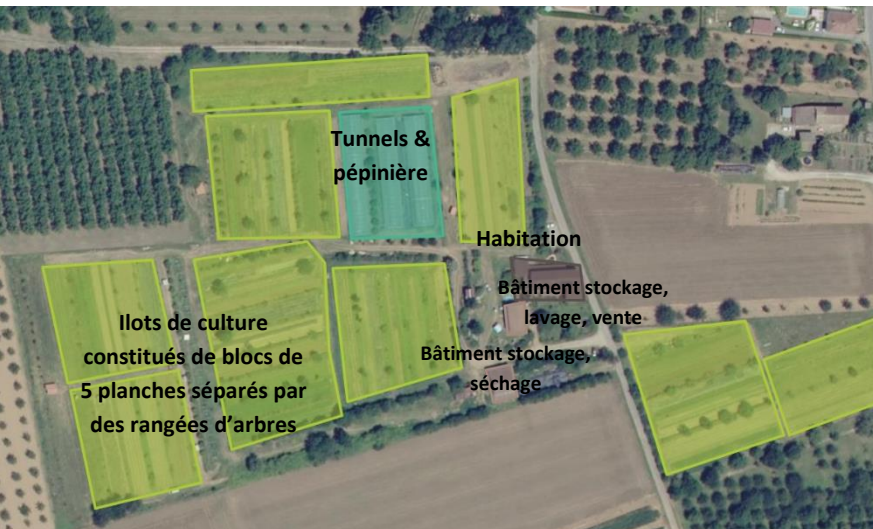 Tunnels &
pépinière
Habitation
Bâtiment stockage,
lavage, vente
Ilots de culture
constitués de blocs de
5 planches séparés par
des rangées d’arbres
Bâtiment stockage,
séchage